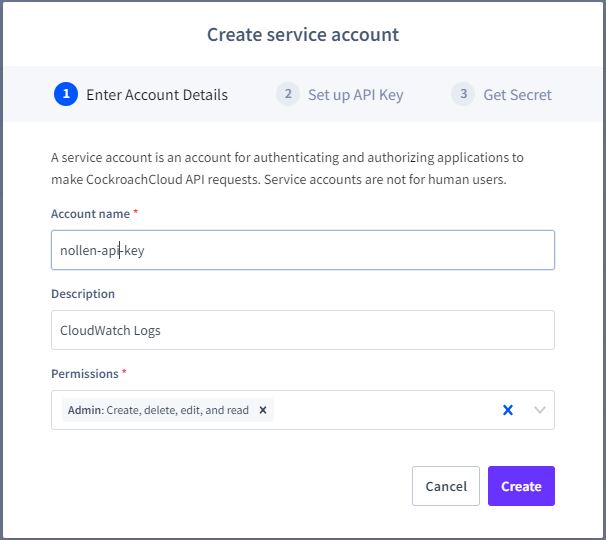 Create service account
1 Enter Account Details 2 Set up API Key 3 Get Secret
A service account is an account for authenticating and authorizing applications to
make CockroachCloud API requests. Service accounts are not for human users.
Account name *
nollen-api-key
Description
CloudWatch Logs
Permissions *
Admin: Create, delete, edit, and read
Cancel Create